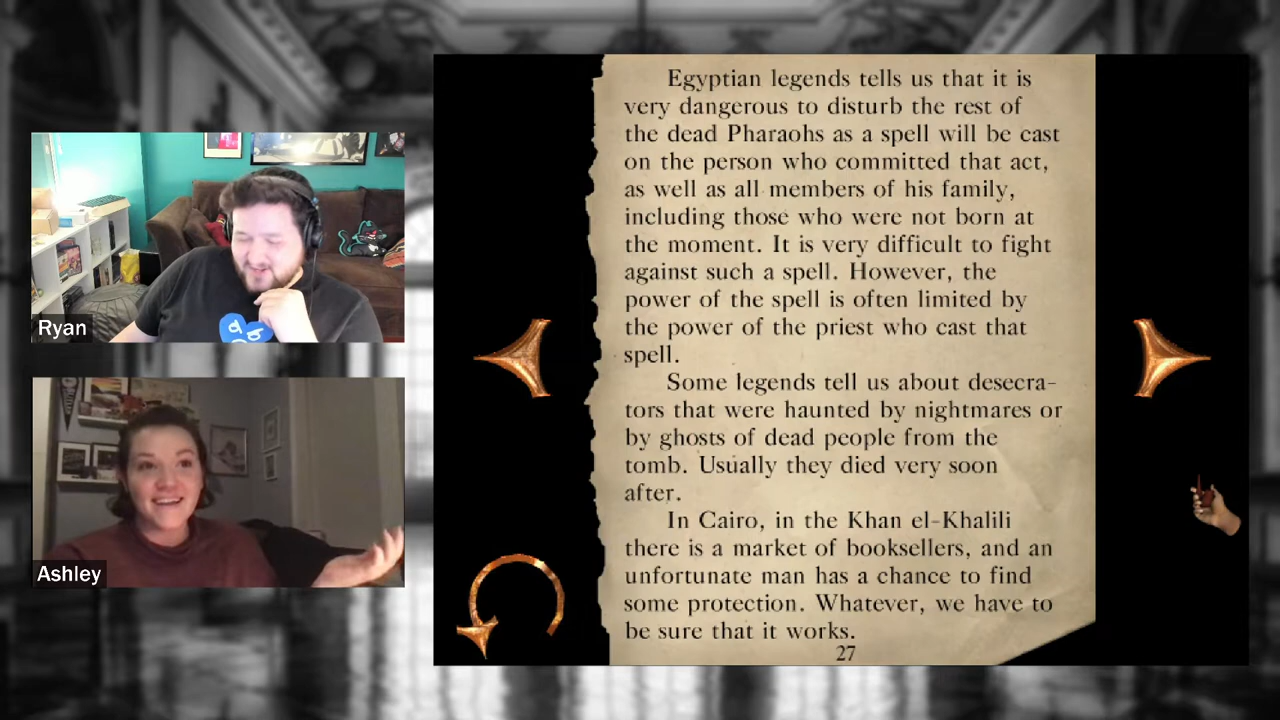 Egyptian legends tells us that it is
very dangerous to disturb the rest of
the dead Pharaohs as a spell will be cast
on the person who committed that act,
as well as all members of his family,
including those who were not born at
the moment. It is very difficult to fight
against such a spell. However, the
power of the spell is often limited by
the power of the priest who cast that
spell.
Some legends tell us about desecra-
tors that were haunted by nightmares or
by ghosts of dead people from the
tomb. Usually they died very soon
after.
In Cairo, in the Khan el-Khalili
there is a market of booksellers, and an
unfortunate man has a chance to find
some protection. Whatever, we have to
be sure that it works.
27
Ryan
Ashley